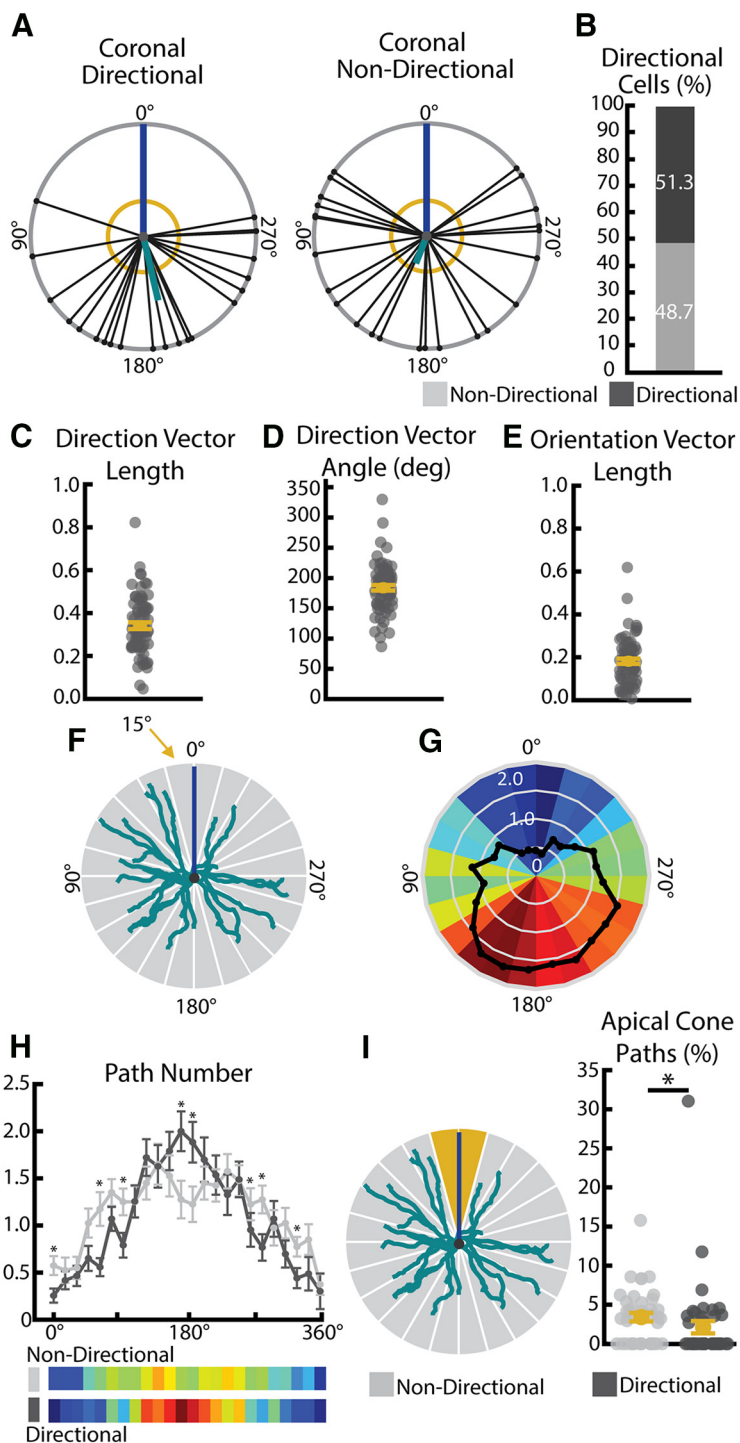 A
Coronal
Directional
0°
90°
270°
180°
Coronal
Non-Directional
0°
90°
270°
180°
B
Directional
Cells (%)
100
90
80
70
60
50
40
30
20
10
0
51.3
48.7
Non-Directional
Directional
C
Direction Vector
Length
1.0
0.8
0.6
0.4
0.2
0.0
D
Direction Vector
Angle (deg)
350
300
250
200
150
100
50
0
E
Orientation Vector
Length
1.0
0.8
0.6
0.4
0.2
0.0
F
15°
0°
90°
270°
180°
G
0°
2.0
1.0
0
90°
270°
180°
H
Path Number
2.5
2.0
1.5
1.0
0.5
0
* * * * * * * *
0° 180° 360°
Non-Directional
Directional
I
Apical Cone
Paths (%)
35
30
25
20
15
10
5
0
*
Non-Directional
Directional